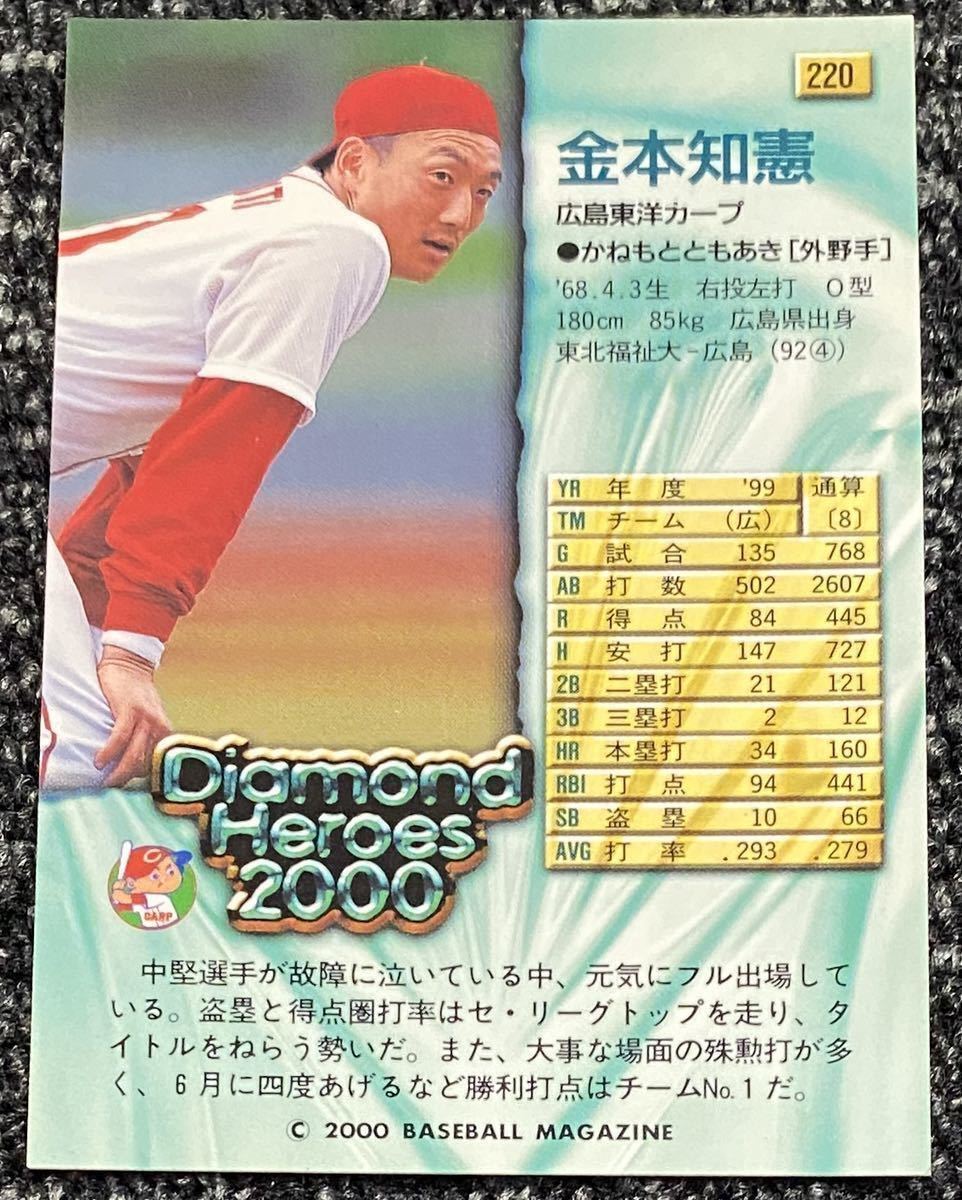 220
金本知憲
広島東洋カープ
●かねもとともあき[外野手]
'68.4.3生 右投左打 O型
180cm 85kg 広島県出身
東北福祉大-広島（92④）
YR 年度 '99 通算
TM チーム （広） 〔8〕
G 試合 135 768
AB 打数 502 2607
R 得点 84 445
H 安打 147 727
2B 二塁打 21 121
3B 三塁打 2 12
HR 本塁打 34 160
RBI 打点 94 441
SB 盗塁 10 66
AVG 打率 .293 .279
Diamond
Heroes
2000
CARP
中堅選手が故障に泣いている中、元気にフル出場して
いる。盗塁と得点圏打率はセ・リーグトップを走り、タ
イトルをねらう勢いだ。また、大事な場面の殊勲打が多
く、6月に四度あげるなど勝利打点はチームNo.1だ。
© 2000 BASEBALL MAGAZINE